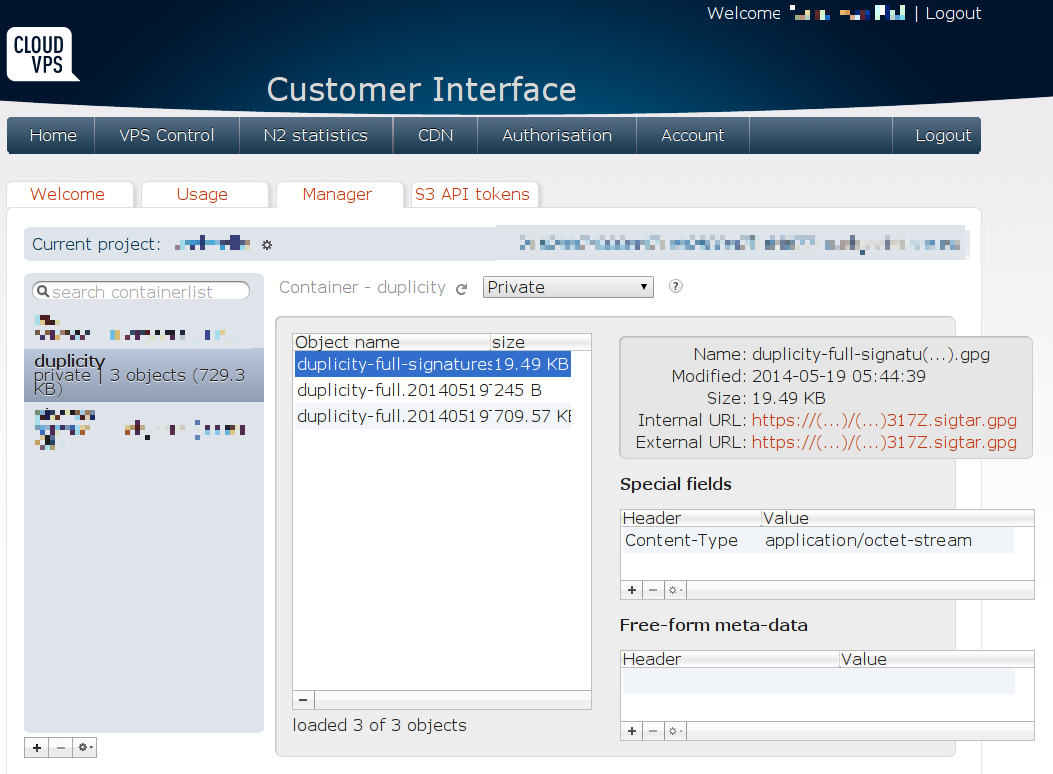 Welcome | Logout
CLOUD
VPS
Customer Interface
Home VPS Control N2 statistics CDN Authorisation Account Logout
Welcome Usage Manager S3 API tokens
Current project:
search containerlist
Container - duplicity Private ?
duplicity
private | 3 objects (729.3
KB)
Object name size
duplicity-full-signatures 19.49 KB
duplicity-full.20140519 245 B
duplicity-full.20140519 709.57 KB
loaded 3 of 3 objects
Name: duplicity-full-signatu(...).gpg
Modified: 2014-05-19 05:44:39
Size: 19.49 KB
Internal URL: https://(...)/(...)317Z.sigtar.gpg
External URL: https://(...)/(...)317Z.sigtar.gpg
Special fields
Header Value
Content-Type application/octet-stream
Free-form meta-data
Header Value